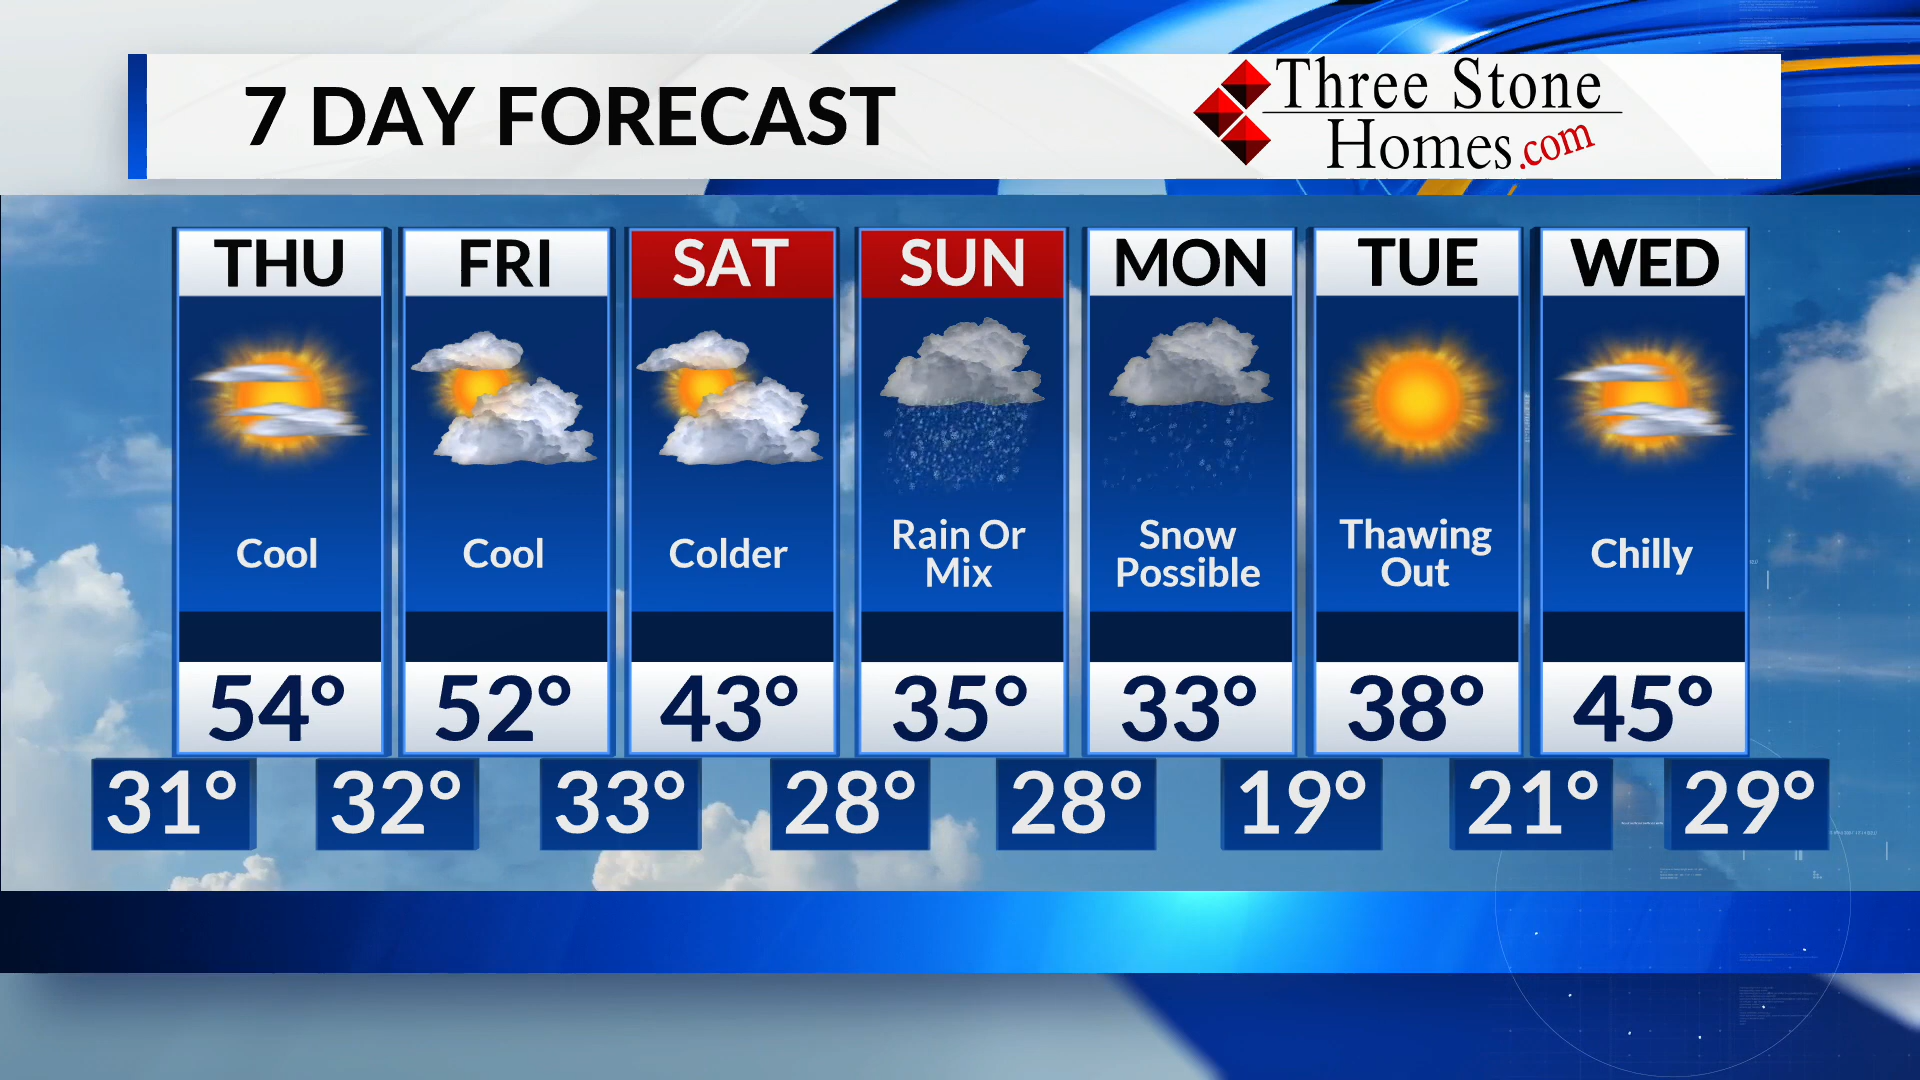 7 DAY FORECAST
Three Stone
Homes.com
THU
FRI
SAT
SUN
MON
TUE
WED
Cool
Cool
Colder
Rain Or
Mix
Snow
Possible
Thawing
Out
Chilly
54°
52°
43°
35°
33°
38°
45°
31°
32°
33°
28°
28°
19°
21°
29°